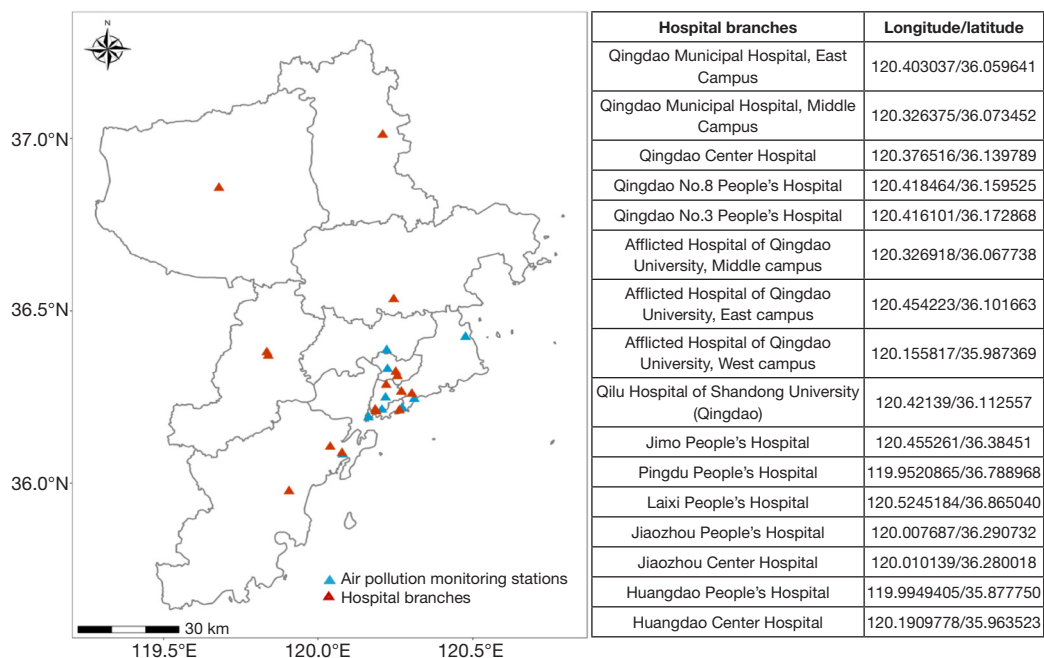 N
37.0°N
36.5°N
36.0°N
Air pollution monitoring stations
Hospital branches
30 km
119.5°E 120.0°E 120.5°E
Hospital branches Longitude/latitude
Qingdao Municipal Hospital, East
Campus
120.403037/36.059641
Qingdao Municipal Hospital, Middle
Campus
120.326375/36.073452
Qingdao Center Hospital 120.376516/36.139789
Qingdao No.8 People’s Hospital 120.418464/36.159525
Qingdao No.3 People’s Hospital 120.416101/36.172868
Afflicted Hospital of Qingdao
University, Middle campus
120.326918/36.067738
Afflicted Hospital of Qingdao
University, East campus
120.454223/36.101663
Afflicted Hospital of Qingdao
University, West campus
120.155817/35.987369
Qilu Hospital of Shandong University
(Qingdao)
120.42139/36.112557
Jimo People’s Hospital 120.455261/36.38451
Pingdu People’s Hospital 119.9520865/36.788968
Laixi People’s Hospital 120.5245184/36.865040
Jiaozhou People’s Hospital 120.007687/36.290732
Jiaozhou Center Hospital 120.010139/36.280018
Huangdao People’s Hospital 119.9949405/35.877750
Huangdao Center Hospital 120.1909778/35.963523